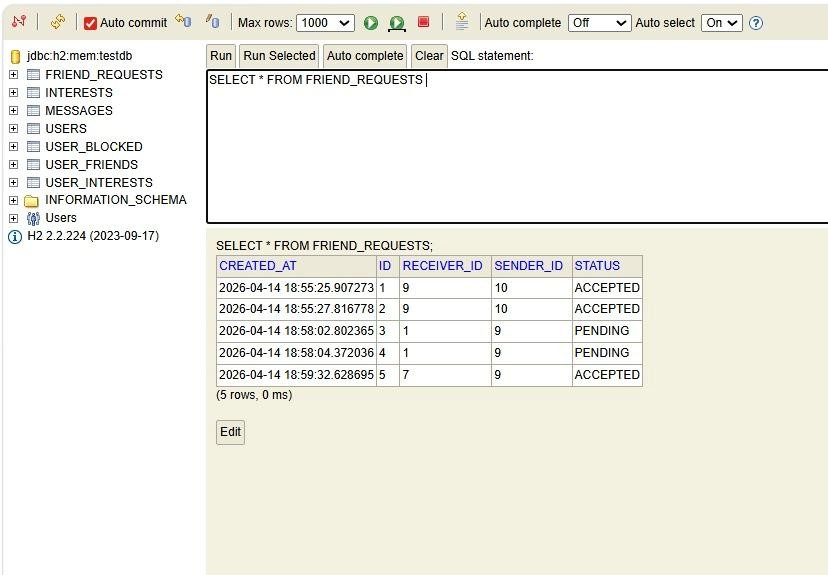 Auto commit Max rows: 1000 Auto complete Off Auto select On ?
jdbc:h2:mem:testdb
FRIEND_REQUESTS
INTERESTS
MESSAGES
USERS
USER_BLOCKED
USER_FRIENDS
USER_INTERESTS
INFORMATION_SCHEMA
Users
H2 2.2.224 (2023-09-17)
Run Run Selected Auto complete Clear SQL statement:
SELECT * FROM FRIEND_REQUESTS
SELECT * FROM FRIEND_REQUESTS;
CREATED_AT ID RECEIVER_ID SENDER_ID STATUS
2026-04-14 18:55:25.907273 1 9 10 ACCEPTED
2026-04-14 18:55:27.816778 2 9 10 ACCEPTED
2026-04-14 18:58:02.802365 3 1 9 PENDING
2026-04-14 18:58:04.372036 4 1 9 PENDING
2026-04-14 18:59:32.628695 5 7 9 ACCEPTED
(5 rows, 0 ms)
Edit